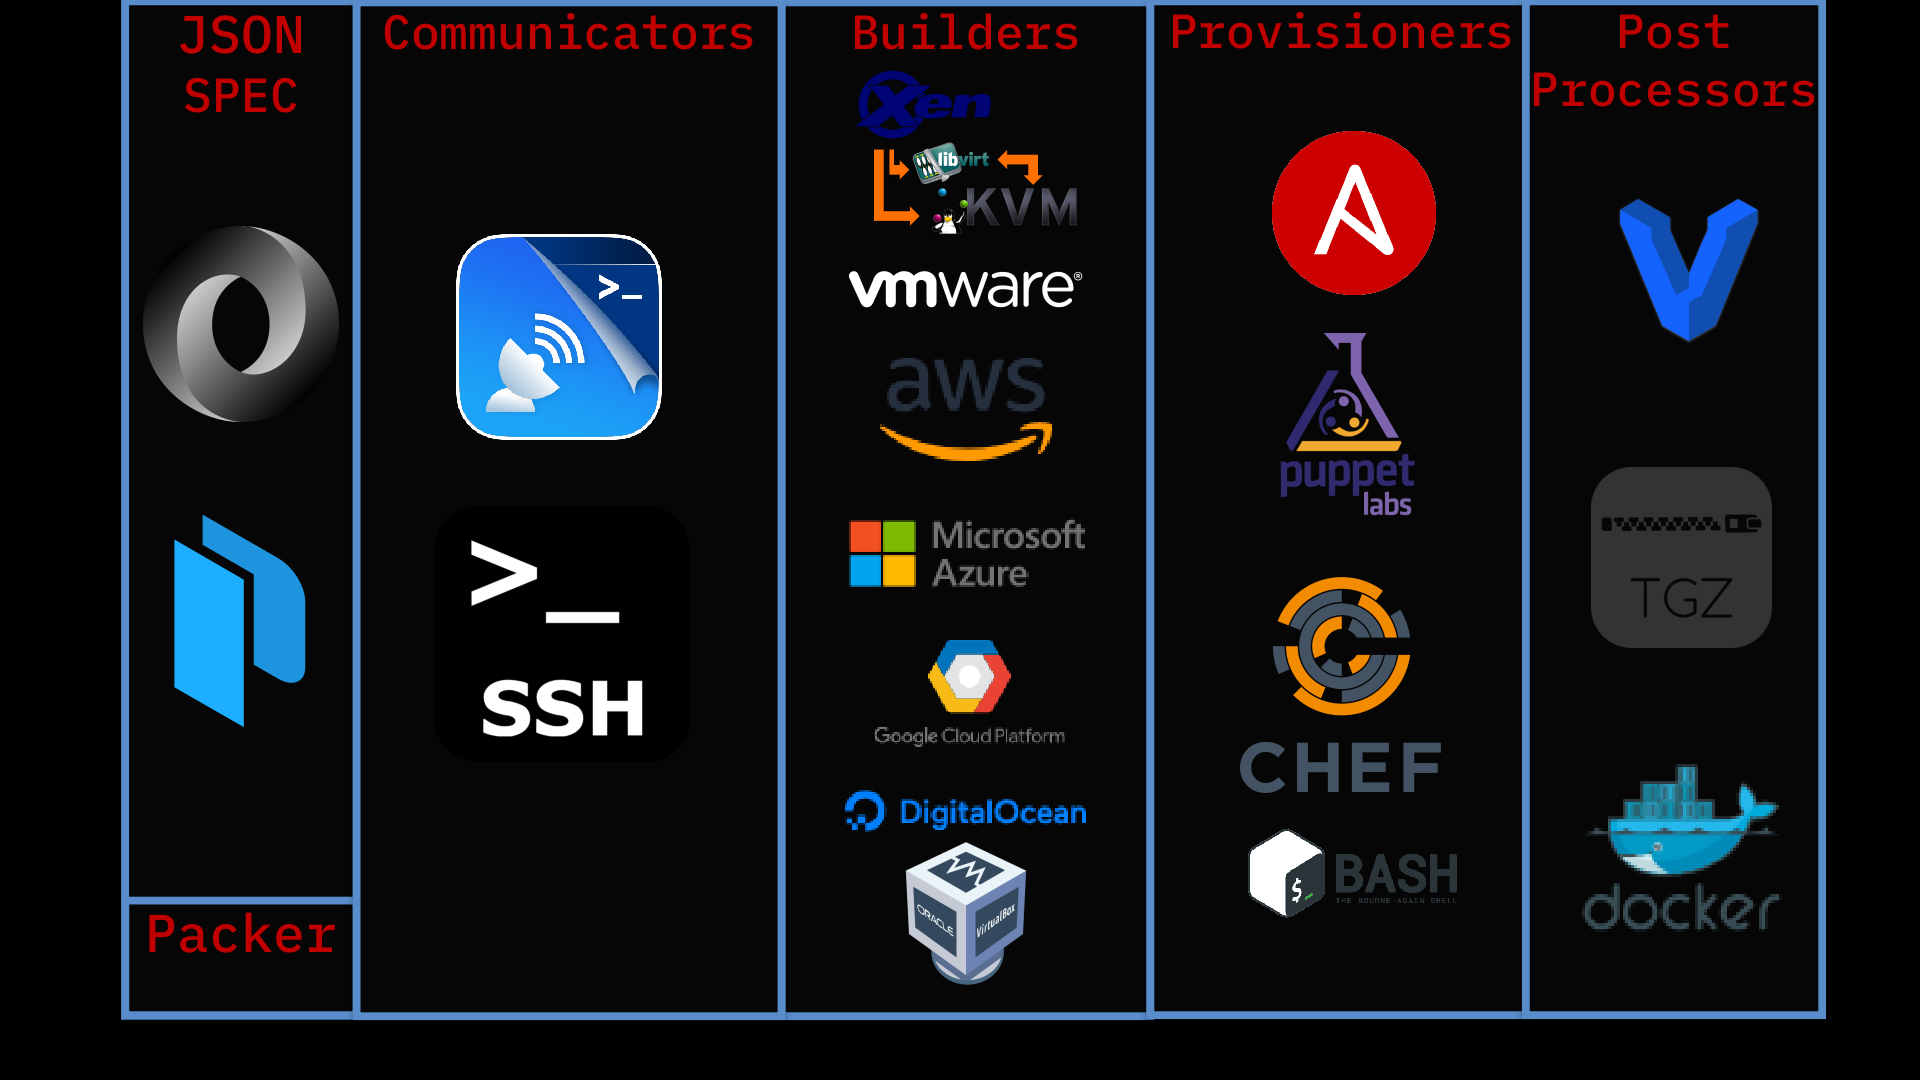 JSON
SPEC
Packer
Communicators
>_
>_
SSH
Builders
Xen
libvirt
KVM
vmware®
aws
Microsoft
Azure
Google Cloud Platform
DigitalOcean
ORACLE
VirtualBox
Provisioners
A
puppet
labs
CHEF
$_
BASH
THE BOURNE-AGAIN SHELL
Post
Processors
TGZ
docker